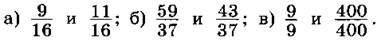 а) 9/16 и 11/16; б) 59/37 и 43/37; в) 9/9 и 400/400.